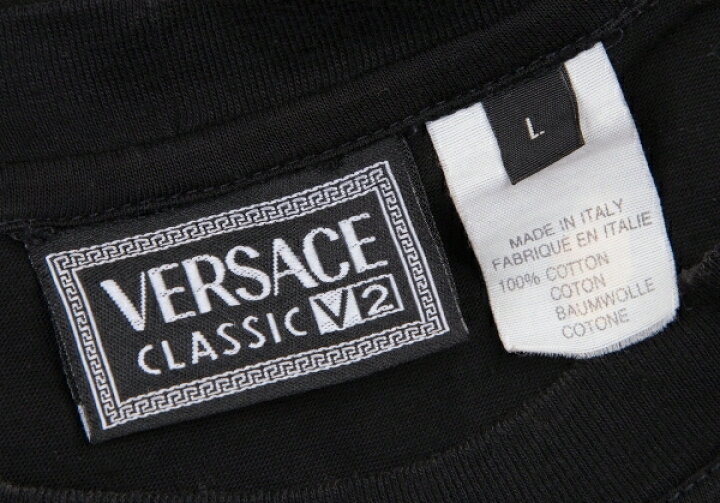 VERSACE
CLASSIC V2
L.
MADE IN ITALY
FABRIQUE EN ITALIE
100% COTTON
COTON
BAUMWOLLE
COTONE